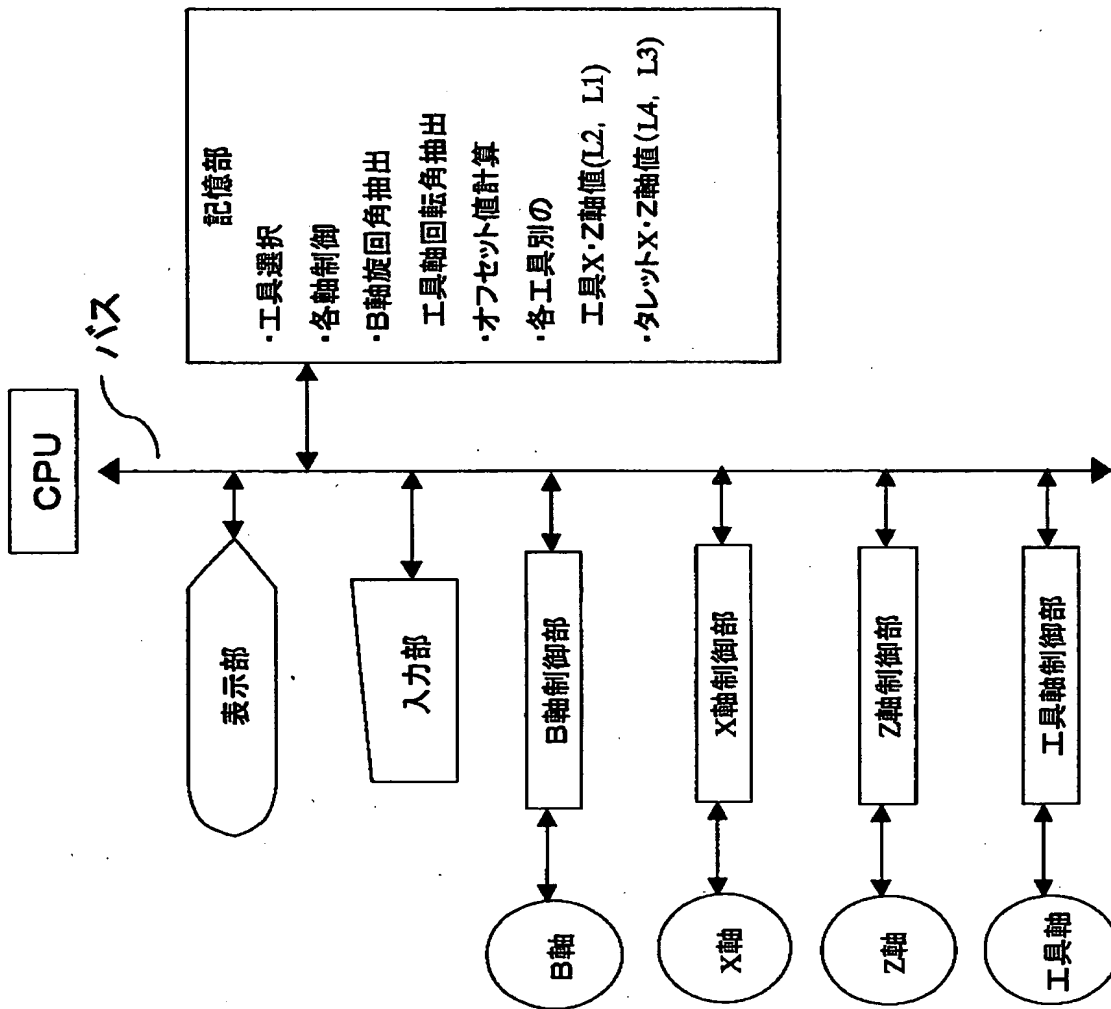 CPU
バス
記憶部
・工具選択
・各軸制御
・B軸旋回角抽出
工具軸回転角抽出
・オフセット値計算
・各工具別の
工具X・Z軸値(L2, L1)
・タレットX・Z軸値(L4, L3)
表示部
入力部
B軸制御部
B軸
X軸制御部
X軸
Z軸制御部
Z軸
工具軸制御部
工具軸